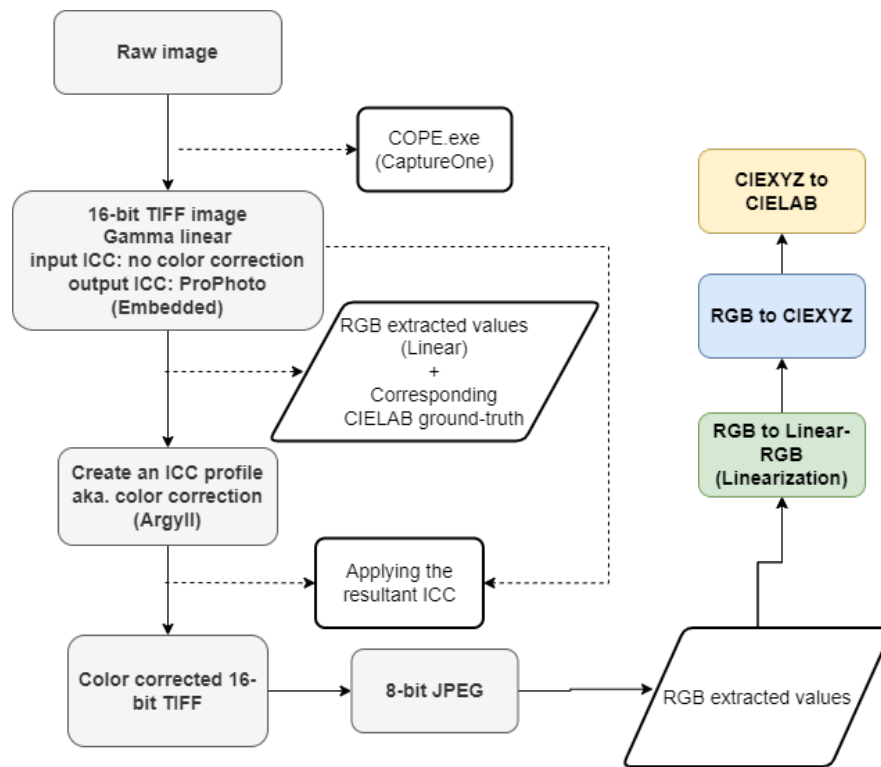 Raw image
COPE.exe
(CaptureOne)
16-bit TIFF image
Gamma linear
input ICC: no color correction
output ICC: ProPhoto
(Embedded)
RGB extracted values
(Linear)
+
Corresponding
CIELAB ground-truth
Create an ICC profile
aka. color correction
(Argyll)
Applying the
resultant ICC
Color corrected 16-
bit TIFF
8-bit JPEG
RGB extracted values
RGB to Linear-
RGB
(Linearization)
RGB to CIEXYZ
CIEXYZ to
CIELAB